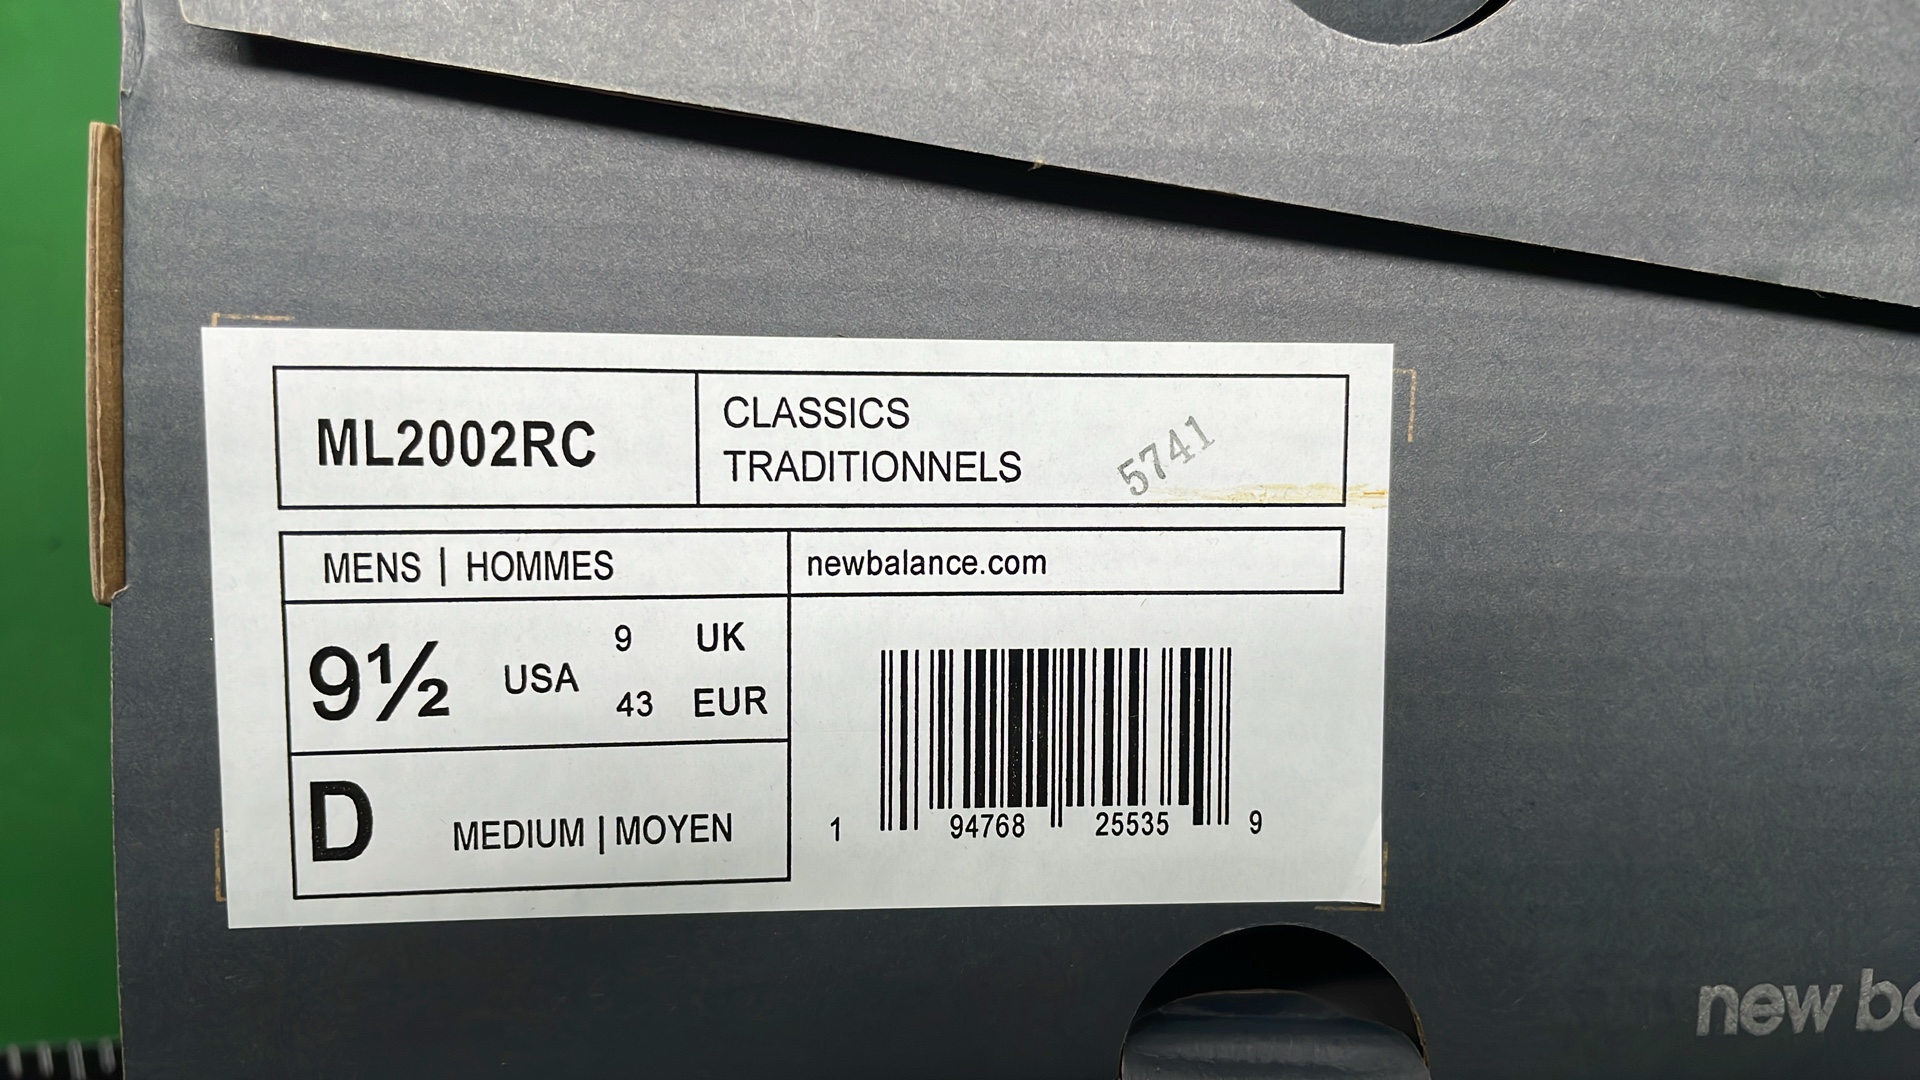 ML2002RC
CLASSICS
TRADITIONNELS
5741
MENS | HOMMES
newbalance.com
9½ USA 9 UK
43 EUR
D MEDIUM | MOYEN
1 94768 25535 9
new ba